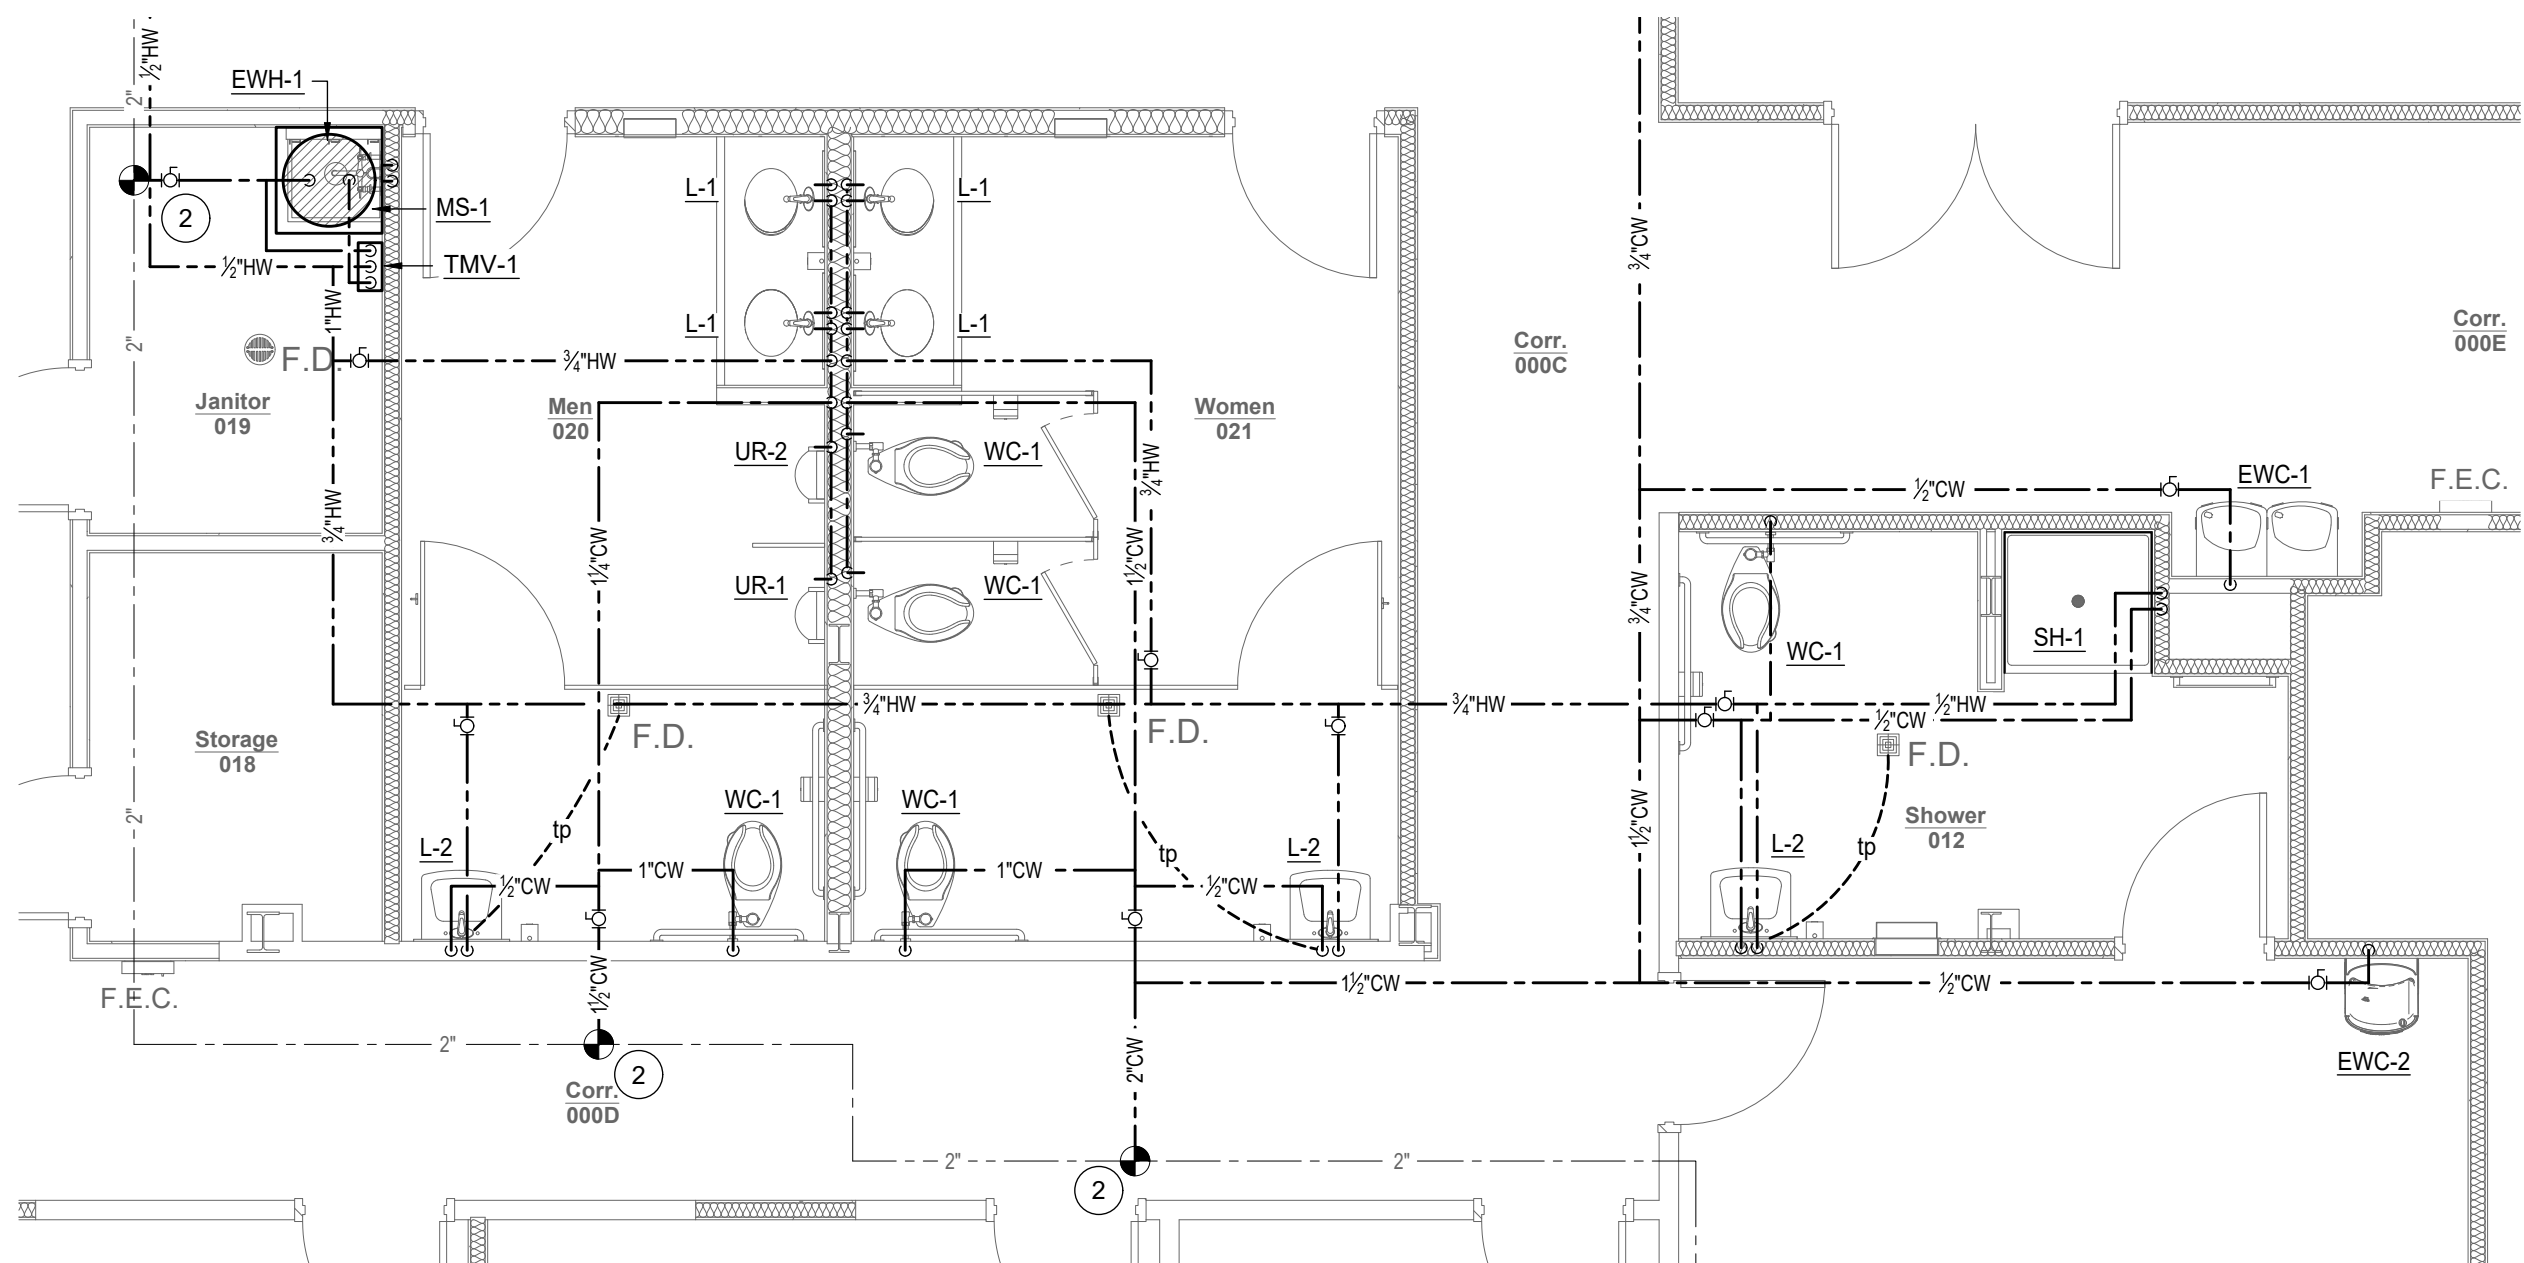 ½"HW
2"
EWH-1
2
MS-1
L-1
L-1
TMV-1
½"HW
¾"CW
2"
1"HW
F.D.
L-1
L-1
¾"HW
Corr.
000C
Corr.
000E
Janitor
019
Men
020
Women
021
UR-2
WC-1
¾"HW
¾"HW
1¼"CW
1½"CW
UR-1
WC-1
½"CW
EWC-1
F.E.C.
¾"CW
WC-1
SH-1
¾"HW
¾"HW
½"HW
½"CW
F.D.
F.D.
F.D.
Storage
018
2"
WC-1
WC-1
tp
tp
tp
L-2
L-2
L-2
1½"CW
Shower
012
½"CW
1"CW
1"CW
½"CW
F.E.C.
1½"CW
1½"CW
½"CW
2"
2
Corr.
000D
2"CW
EWC-2
2"
2"
2